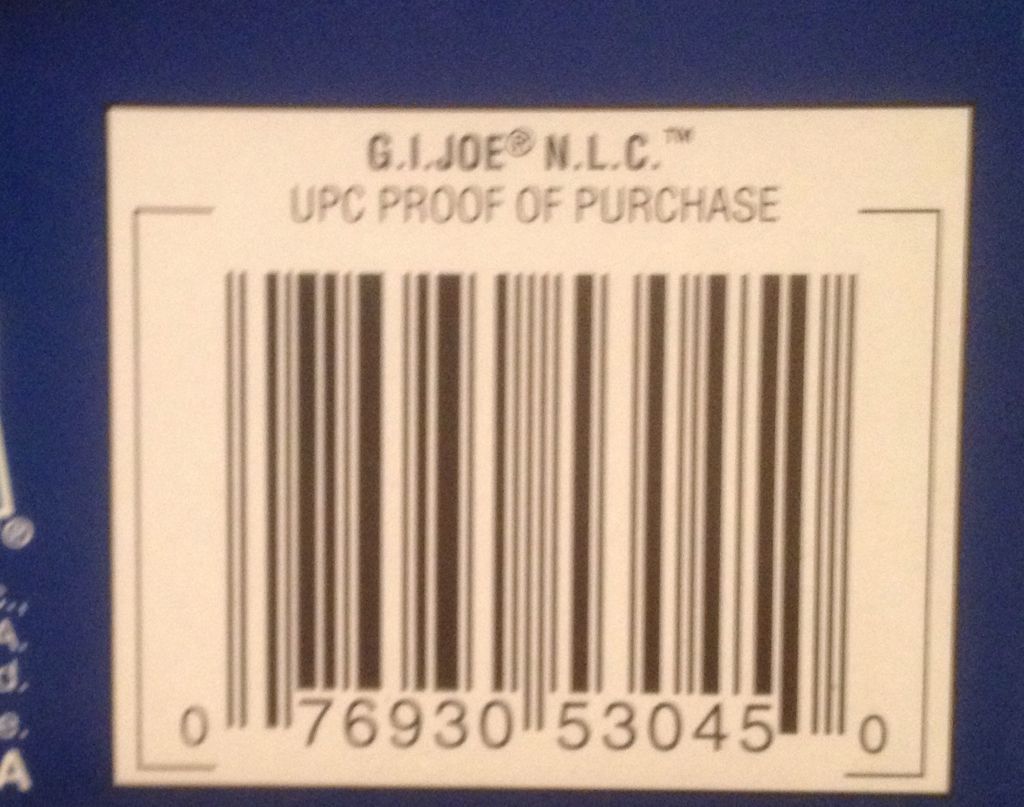 G.I.JOE® N.L.C.™
UPC PROOF OF PURCHASE
0 76930 53045 0
®
A.
d.
e.
A